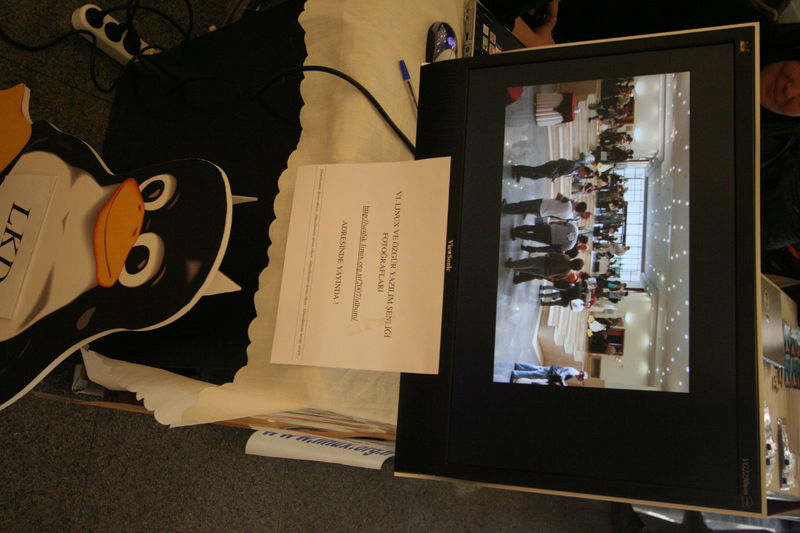 VG2230wm
ViewSonic
VI. LINUX VE ÖZGÜR YAZILIM ŞENLİĞİ
FOTOĞRAFLARI
http://senlik.linux.org.tr/2007/album/
ADRESİNDE YAYINDA !
LKD